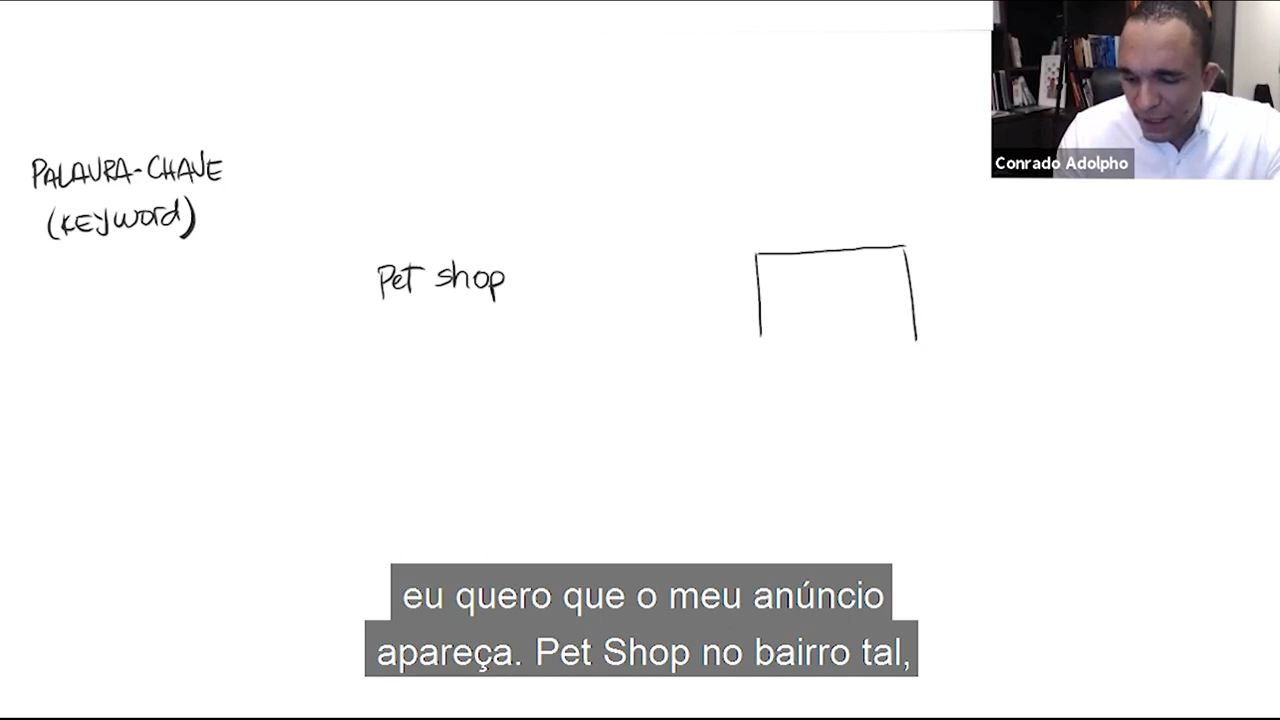 Conrado Adolpho
PALAVRA-CHAVE
(KEYword)
Pet shop
eu quero que o meu anúncio
apareça. Pet Shop no bairro tal,